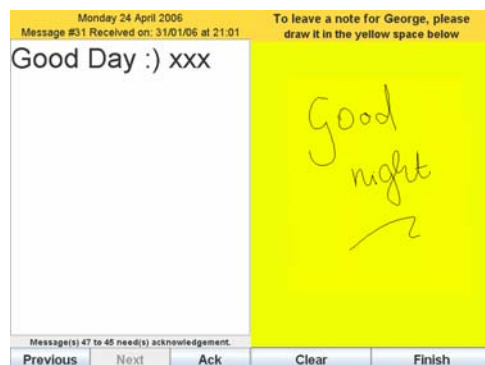 Monday 24 April 2006
Message #31 Received on: 31/01/06 at 21:01
Good Day :) xxx
Message(s) 47 to 45 need(s) acknowledgement.
Previous
Next
Ack
To leave a note for George, please
draw it in the yellow space below
Good
night
Clear
Finish